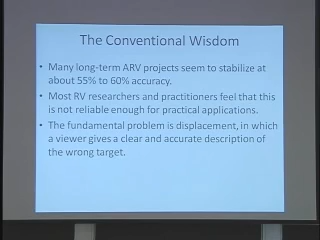 The Conventional Wisdom
• Many long-term ARV projects seem to stabilize at
about 55% to 60% accuracy.
• Most RV researchers and practitioners feel that this
is not reliable enough for practical applications.
• The fundamental problem is displacement, in which
a viewer gives a clear and accurate description of
the wrong target.